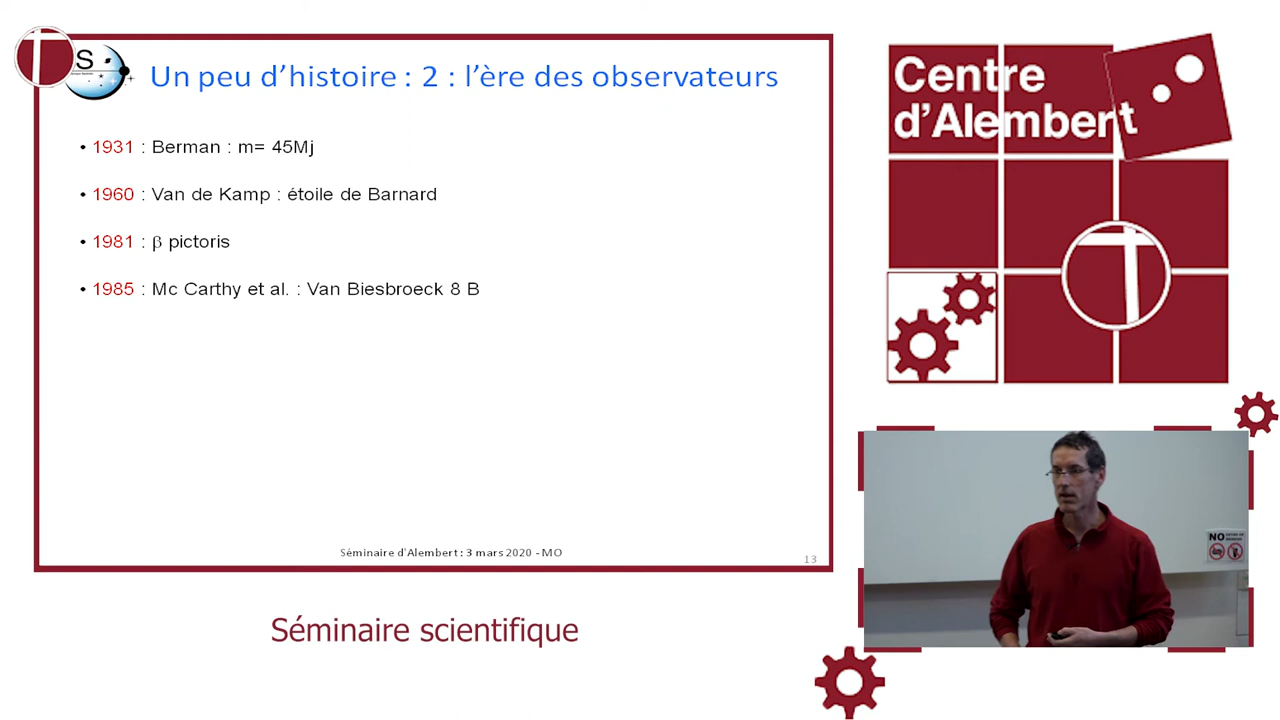 S
Un peu d'histoire : 2 : l'ère des observateurs
• 1931 : Berman : m= 45Mj
• 1960 : Van de Kamp : étoile de Barnard
• 1981 : β pictoris
• 1985 : Mc Carthy et al. : Van Biesbroeck 8 B
Séminaire d'Alembert : 3 mars 2020 - MO
13
Centre
d'Alembert
NO
Séminaire scientifique